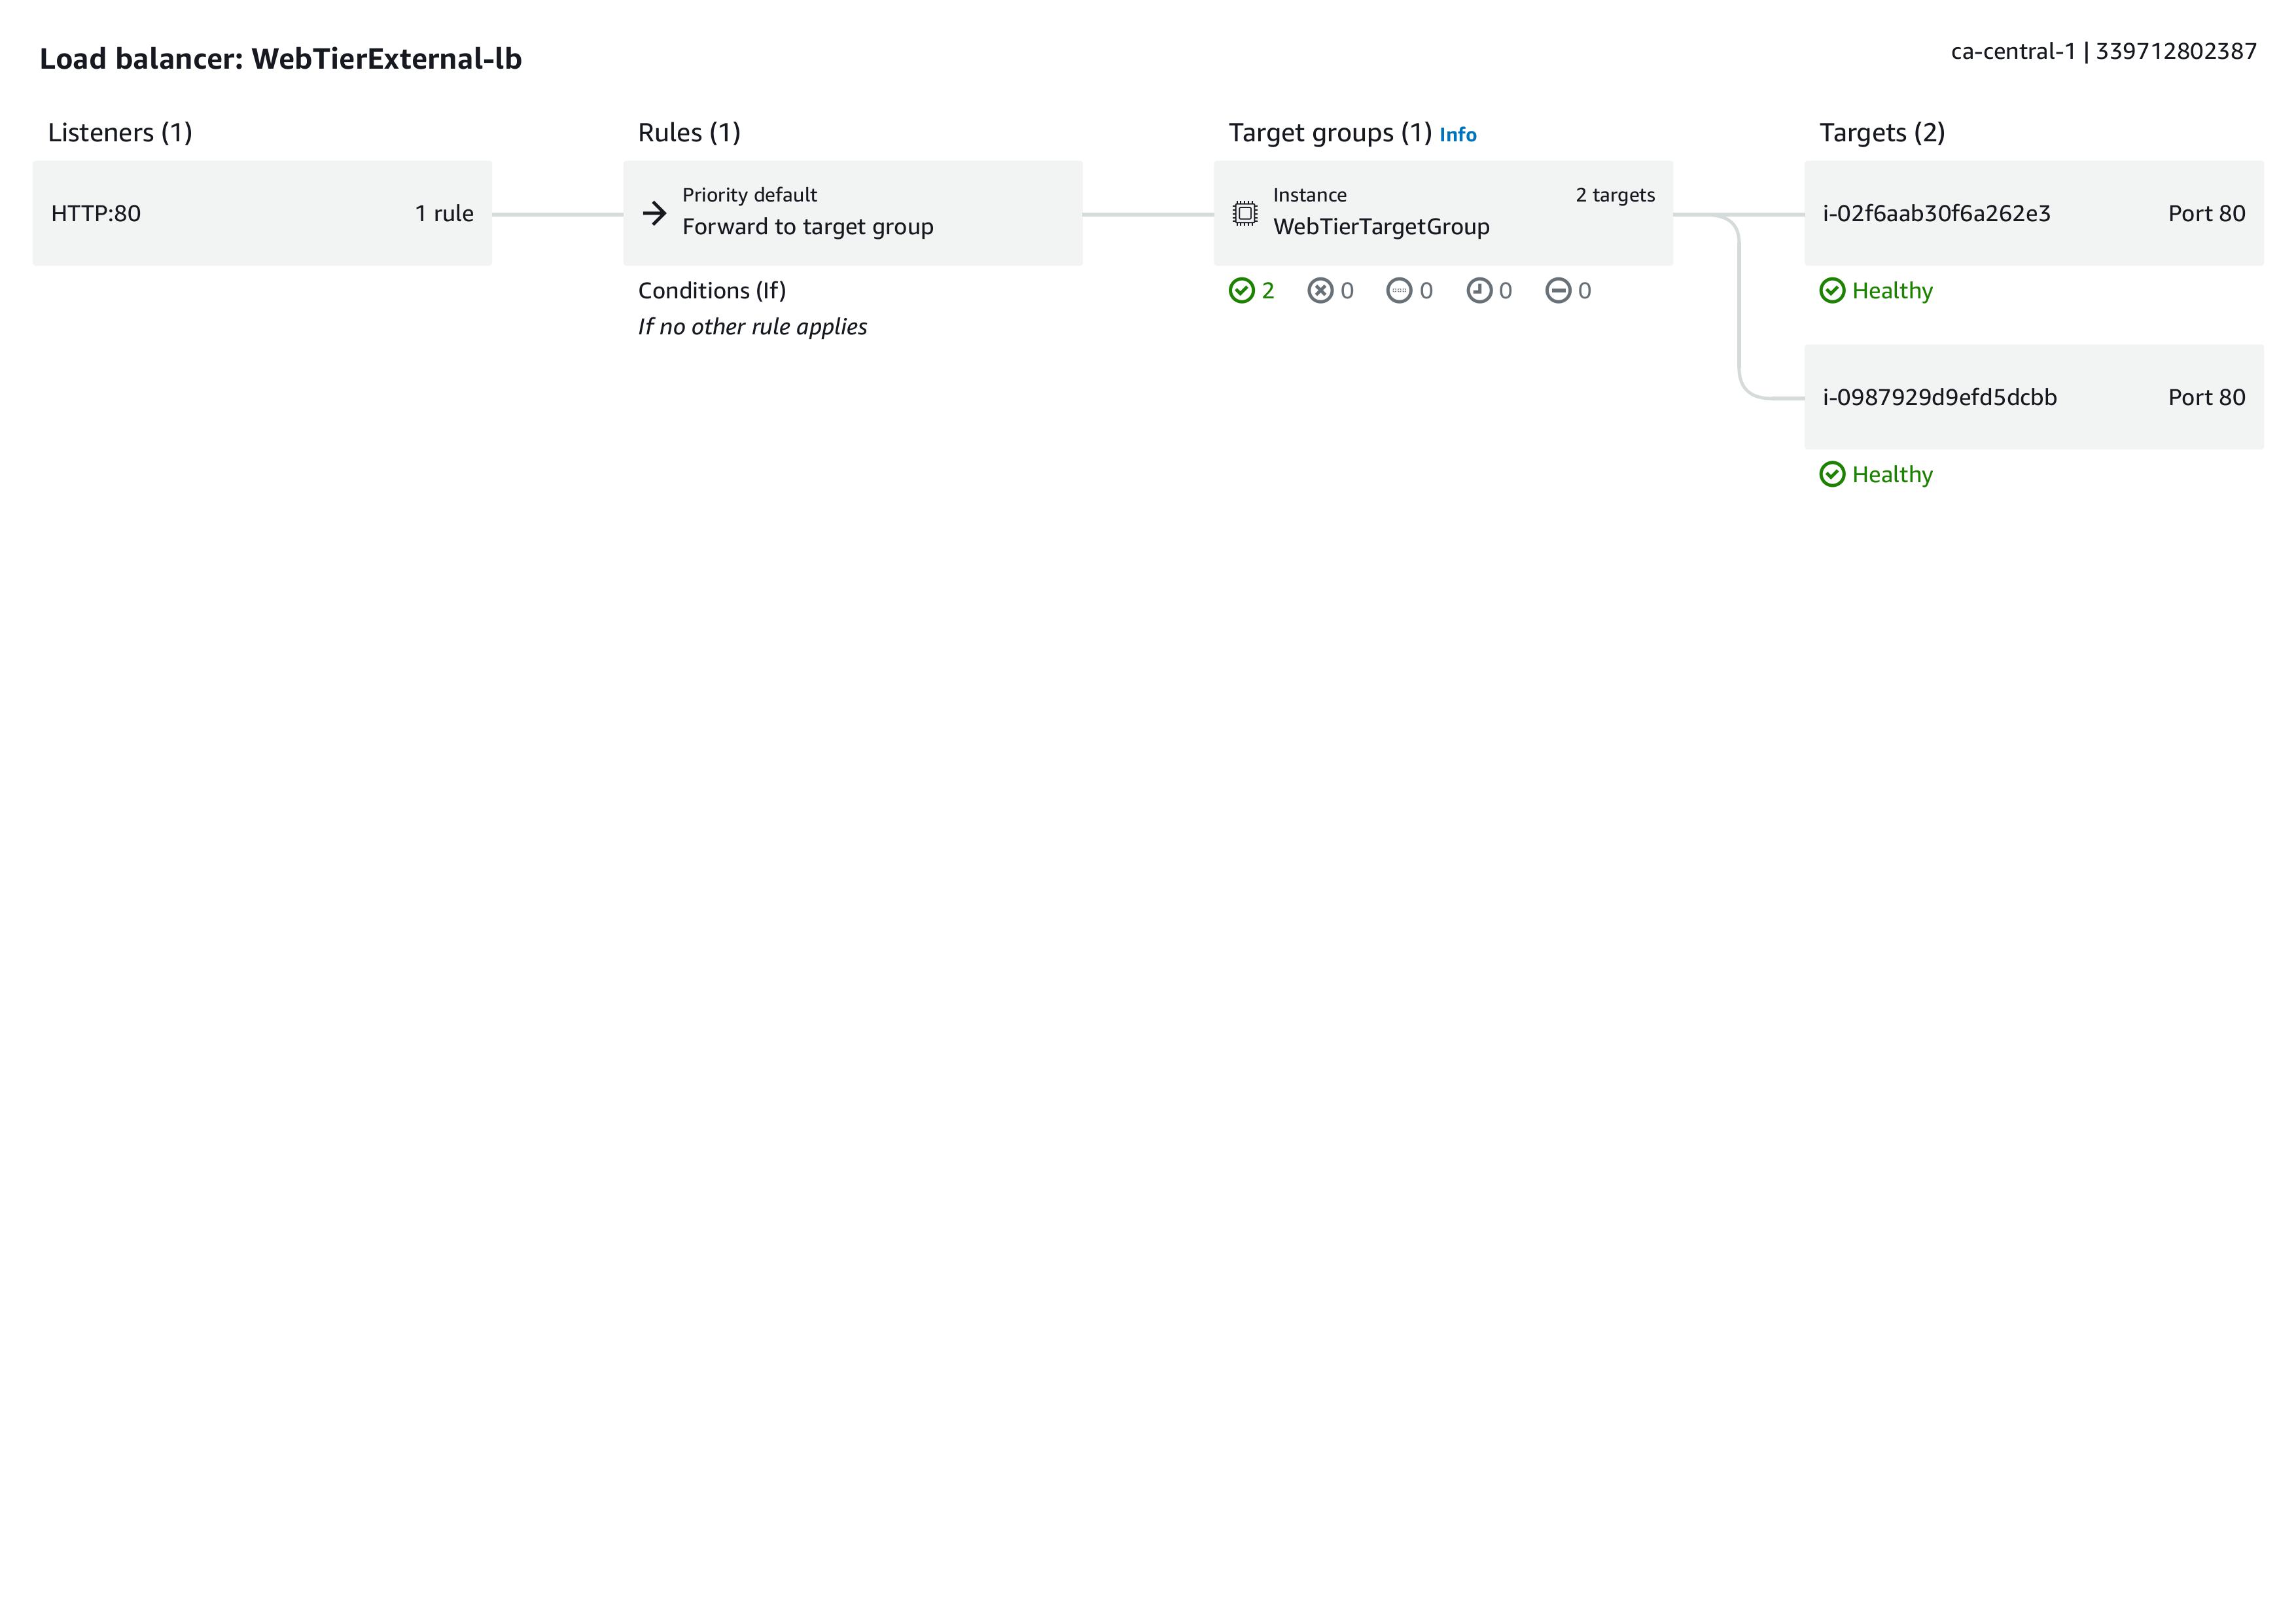 Load balancer: WebTierExternal-lb
ca-central-1 | 339712802387
Listeners (1)
HTTP:80
1 rule
Rules (1)
Priority default
Forward to target group
Conditions (If)
If no other rule applies
Target groups (1) Info
Instance
2 targets
WebTierTargetGroup
2 0 0 0 0
Targets (2)
i-02f6aab30f6a262e3
Port 80
Healthy
i-0987929d9efd5dcbb
Port 80
Healthy